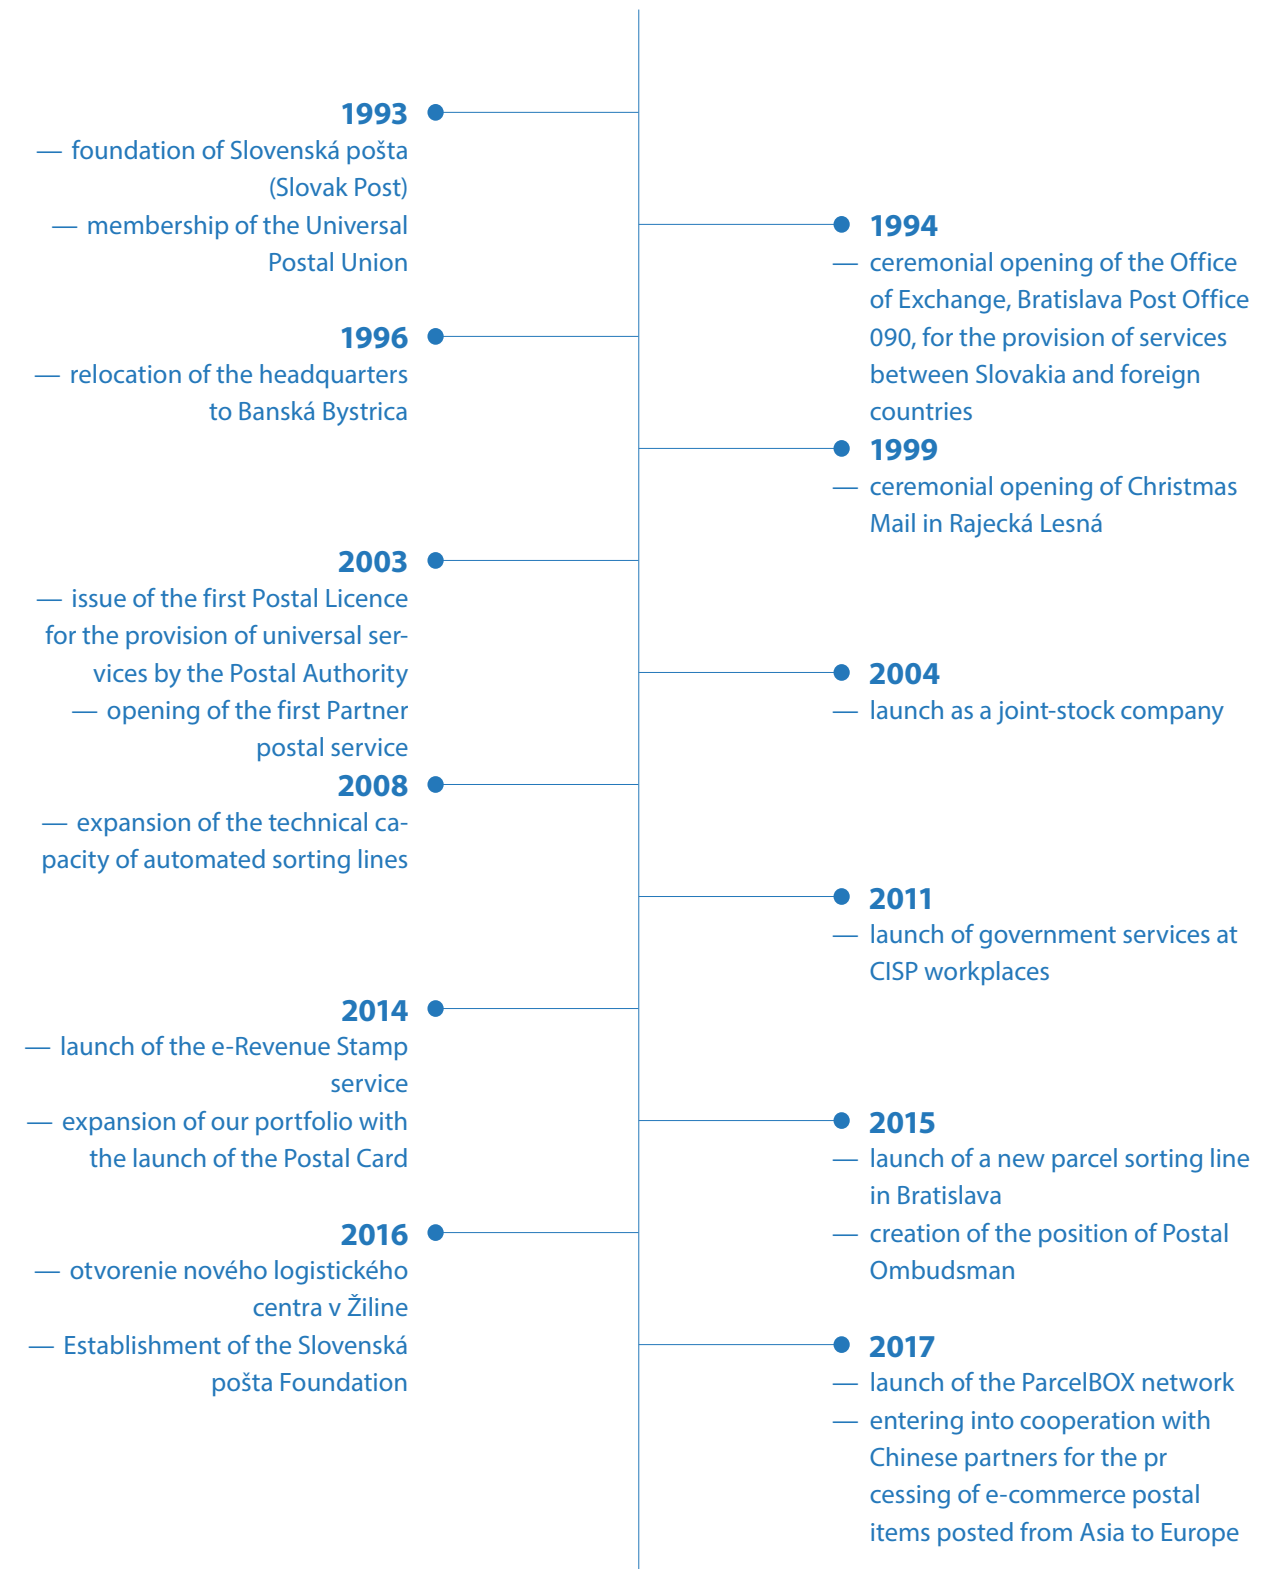 1993
— foundation of Slovenská pošta
(Slovak Post)
— membership of the Universal
Postal Union
1994
— ceremonial opening of the Office
of Exchange, Bratislava Post Office
090, for the provision of services
between Slovakia and foreign
countries
1996
— relocation of the headquarters
to Banská Bystrica
1999
— ceremonial opening of Christmas
Mail in Rajecká Lesná
2003
— issue of the first Postal Licence
for the provision of universal ser-
vices by the Postal Authority
— opening of the first Partner
postal service
2004
— launch as a joint-stock company
2008
— expansion of the technical ca-
pacity of automated sorting lines
2011
— launch of government services at
CISP workplaces
2014
— launch of the e-Revenue Stamp
service
— expansion of our portfolio with
the launch of the Postal Card
2015
— launch of a new parcel sorting line
in Bratislava
— creation of the position of Postal
Ombudsman
2016
— otvorenie nového logistického
centra v Žiline
— Establishment of the Slovenská
pošta Foundation
2017
— launch of the ParcelBOX network
— entering into cooperation with
Chinese partners for the pr
cessing of e-commerce postal
items posted from Asia to Europe